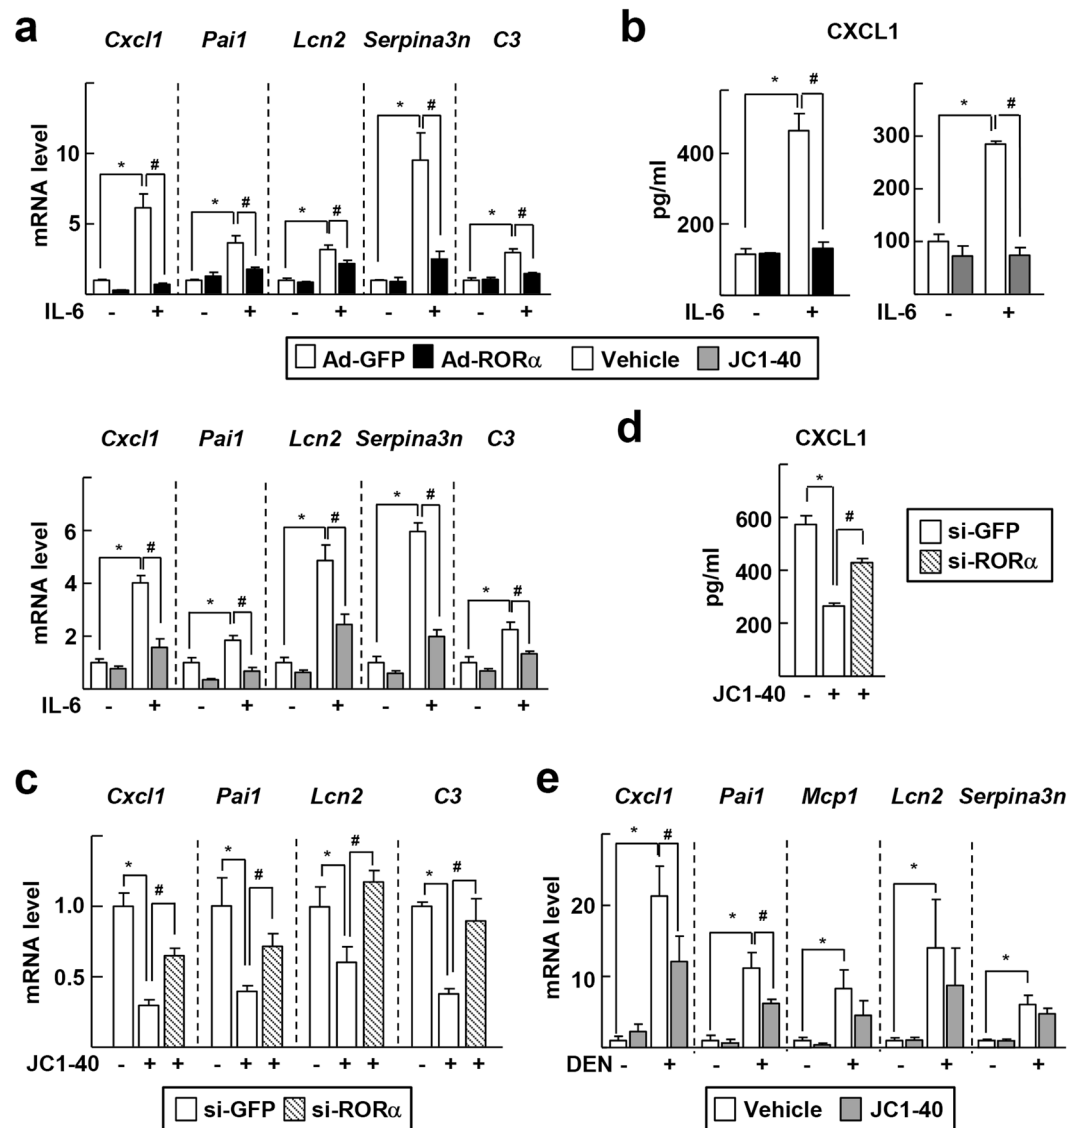 a
Cxcl1 Pai1 Lcn2 Serpina3n C3
mRNA level
10
5
* # * # * # * # * #
IL-6 - + - + - + - + - +
b
CXCL1
pg/ml
400
200
* #
IL-6 - +
300
200
100
* #
IL-6 - +
Ad-GFP Ad-RORα Vehicle JC1-40
Cxcl1 Pai1 Lcn2 Serpina3n C3
mRNA level
6
4
2
* # * # * # * # * #
IL-6 - + - + - + - + - +
d
CXCL1
pg/ml
600
400
200
* #
JC1-40 - + +
si-GFP
si-RORα
c
Cxcl1 Pai1 Lcn2 C3
mRNA level
1.0
0.5
* # * # * # * #
JC1-40 - + + - + + - + + - + +
si-GFP si-RORα
e
Cxcl1 Pai1 Mcp1 Lcn2 Serpina3n
mRNA level
20
10
* # * # * * *
DEN - + - + - + - + - +
Vehicle JC1-40